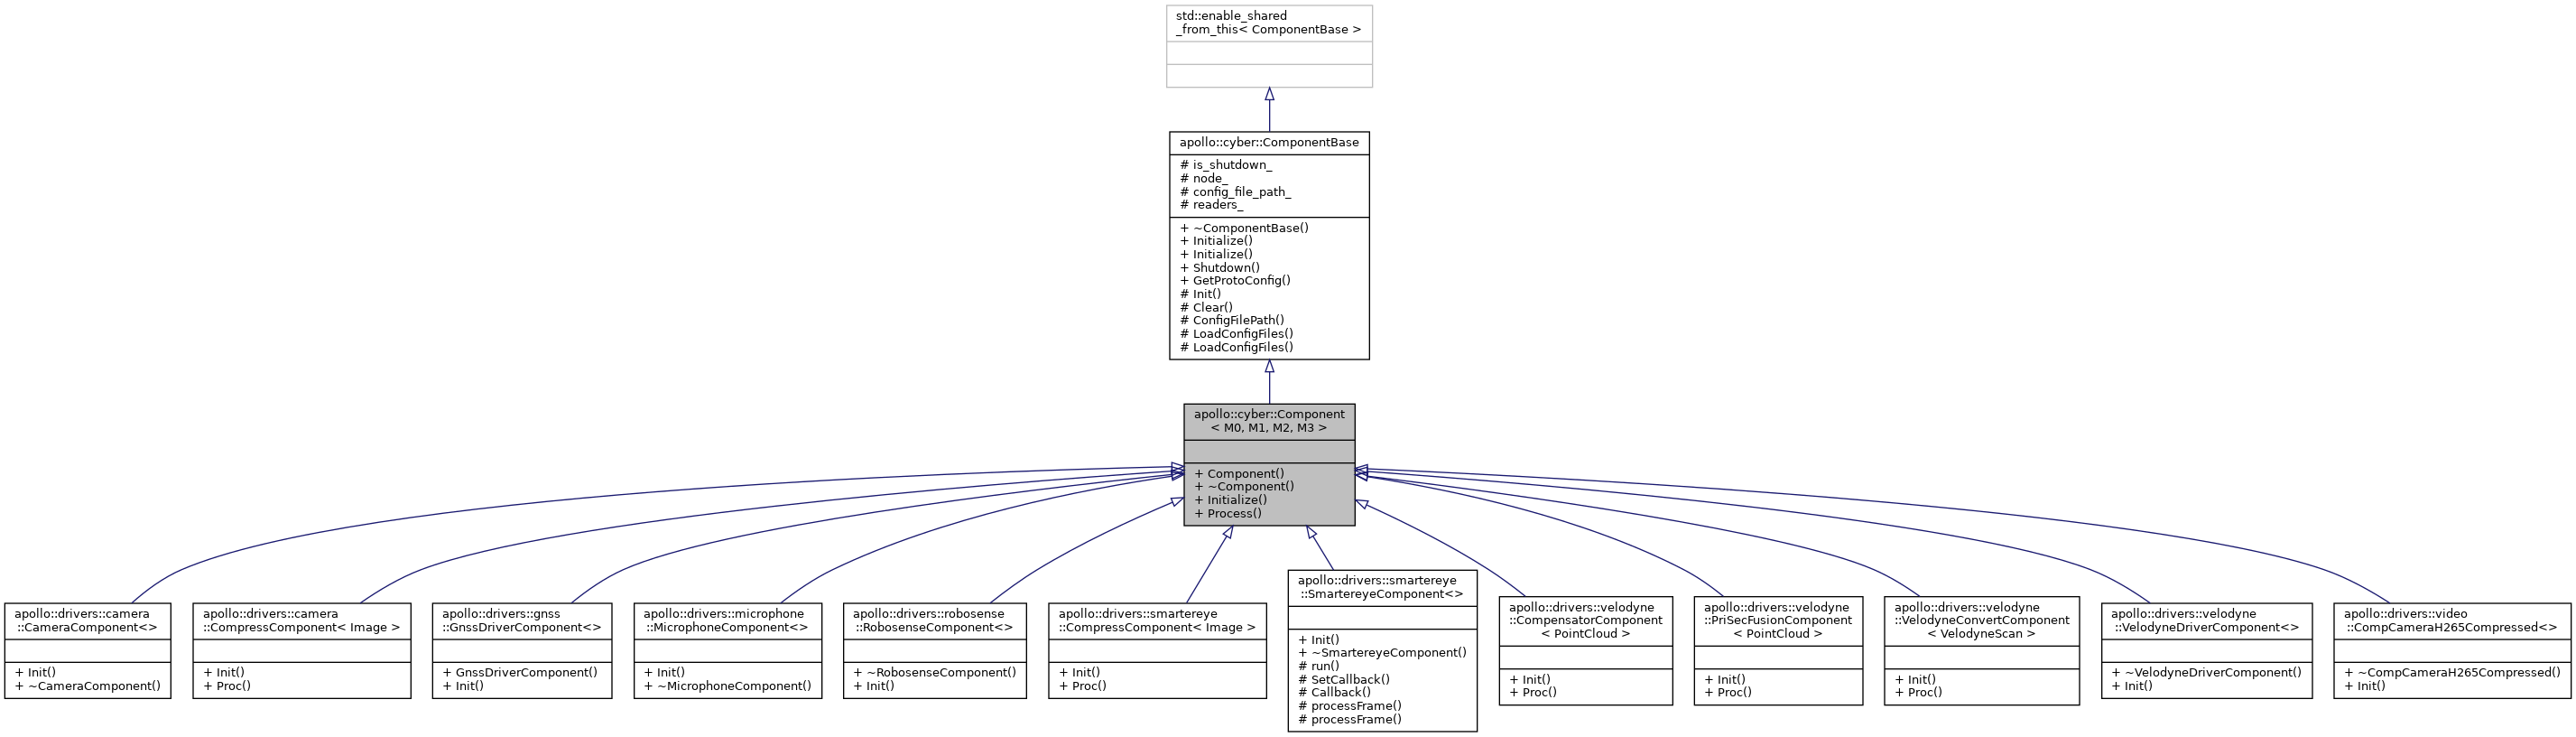 std::enable_shared
_from_this< ComponentBase >
apollo::cyber::ComponentBase
# is_shutdown_
# node_
# config_file_path_
# readers_
+ ~ComponentBase()
+ Initialize()
+ Initialize()
+ Shutdown()
+ GetProtoConfig()
# Init()
# Clear()
# ConfigFilePath()
# LoadConfigFiles()
# LoadConfigFiles()
apollo::cyber::Component
< M0, M1, M2, M3 >
+ Component()
+ ~Component()
+ Initialize()
+ Process()
apollo::drivers::camera
::CameraComponent<>
+ Init()
+ ~CameraComponent()
apollo::drivers::camera
::CompressComponent< Image >
+ Init()
+ Proc()
apollo::drivers::gnss
::GnssDriverComponent<>
+ GnssDriverComponent()
+ Init()
apollo::drivers::microphone
::MicrophoneComponent<>
+ Init()
+ ~MicrophoneComponent()
apollo::drivers::robosense
::RobosenseComponent<>
+ ~RobosenseComponent()
+ Init()
apollo::drivers::smartereye
::CompressComponent< Image >
+ Init()
+ Proc()
apollo::drivers::smartereye
::SmartereyeComponent<>
+ Init()
+ ~SmartereyeComponent()
# run()
# SetCallback()
# Callback()
# processFrame()
# processFrame()
apollo::drivers::velodyne
::CompensatorComponent
< PointCloud >
+ Init()
+ Proc()
apollo::drivers::velodyne
::PriSecFusionComponent
< PointCloud >
+ Init()
+ Proc()
apollo::drivers::velodyne
::VelodyneConvertComponent
< VelodyneScan >
+ Init()
+ Proc()
apollo::drivers::velodyne
::VelodyneDriverComponent<>
+ ~VelodyneDriverComponent()
+ Init()
apollo::drivers::video
::CompCameraH265Compressed<>
+ ~CompCameraH265Compressed()
+ Init()